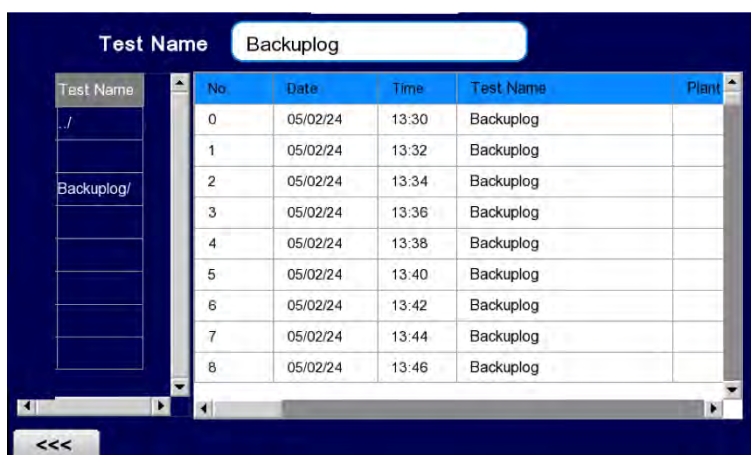 Test Name Backuplog
Test Name
../
Backuplog/
No. Date Time Test Name Plant
0 05/02/24 13:30 Backuplog
1 05/02/24 13:32 Backuplog
2 05/02/24 13:34 Backuplog
3 05/02/24 13:36 Backuplog
4 05/02/24 13:38 Backuplog
5 05/02/24 13:40 Backuplog
6 05/02/24 13:42 Backuplog
7 05/02/24 13:44 Backuplog
8 05/02/24 13:46 Backuplog
<<<